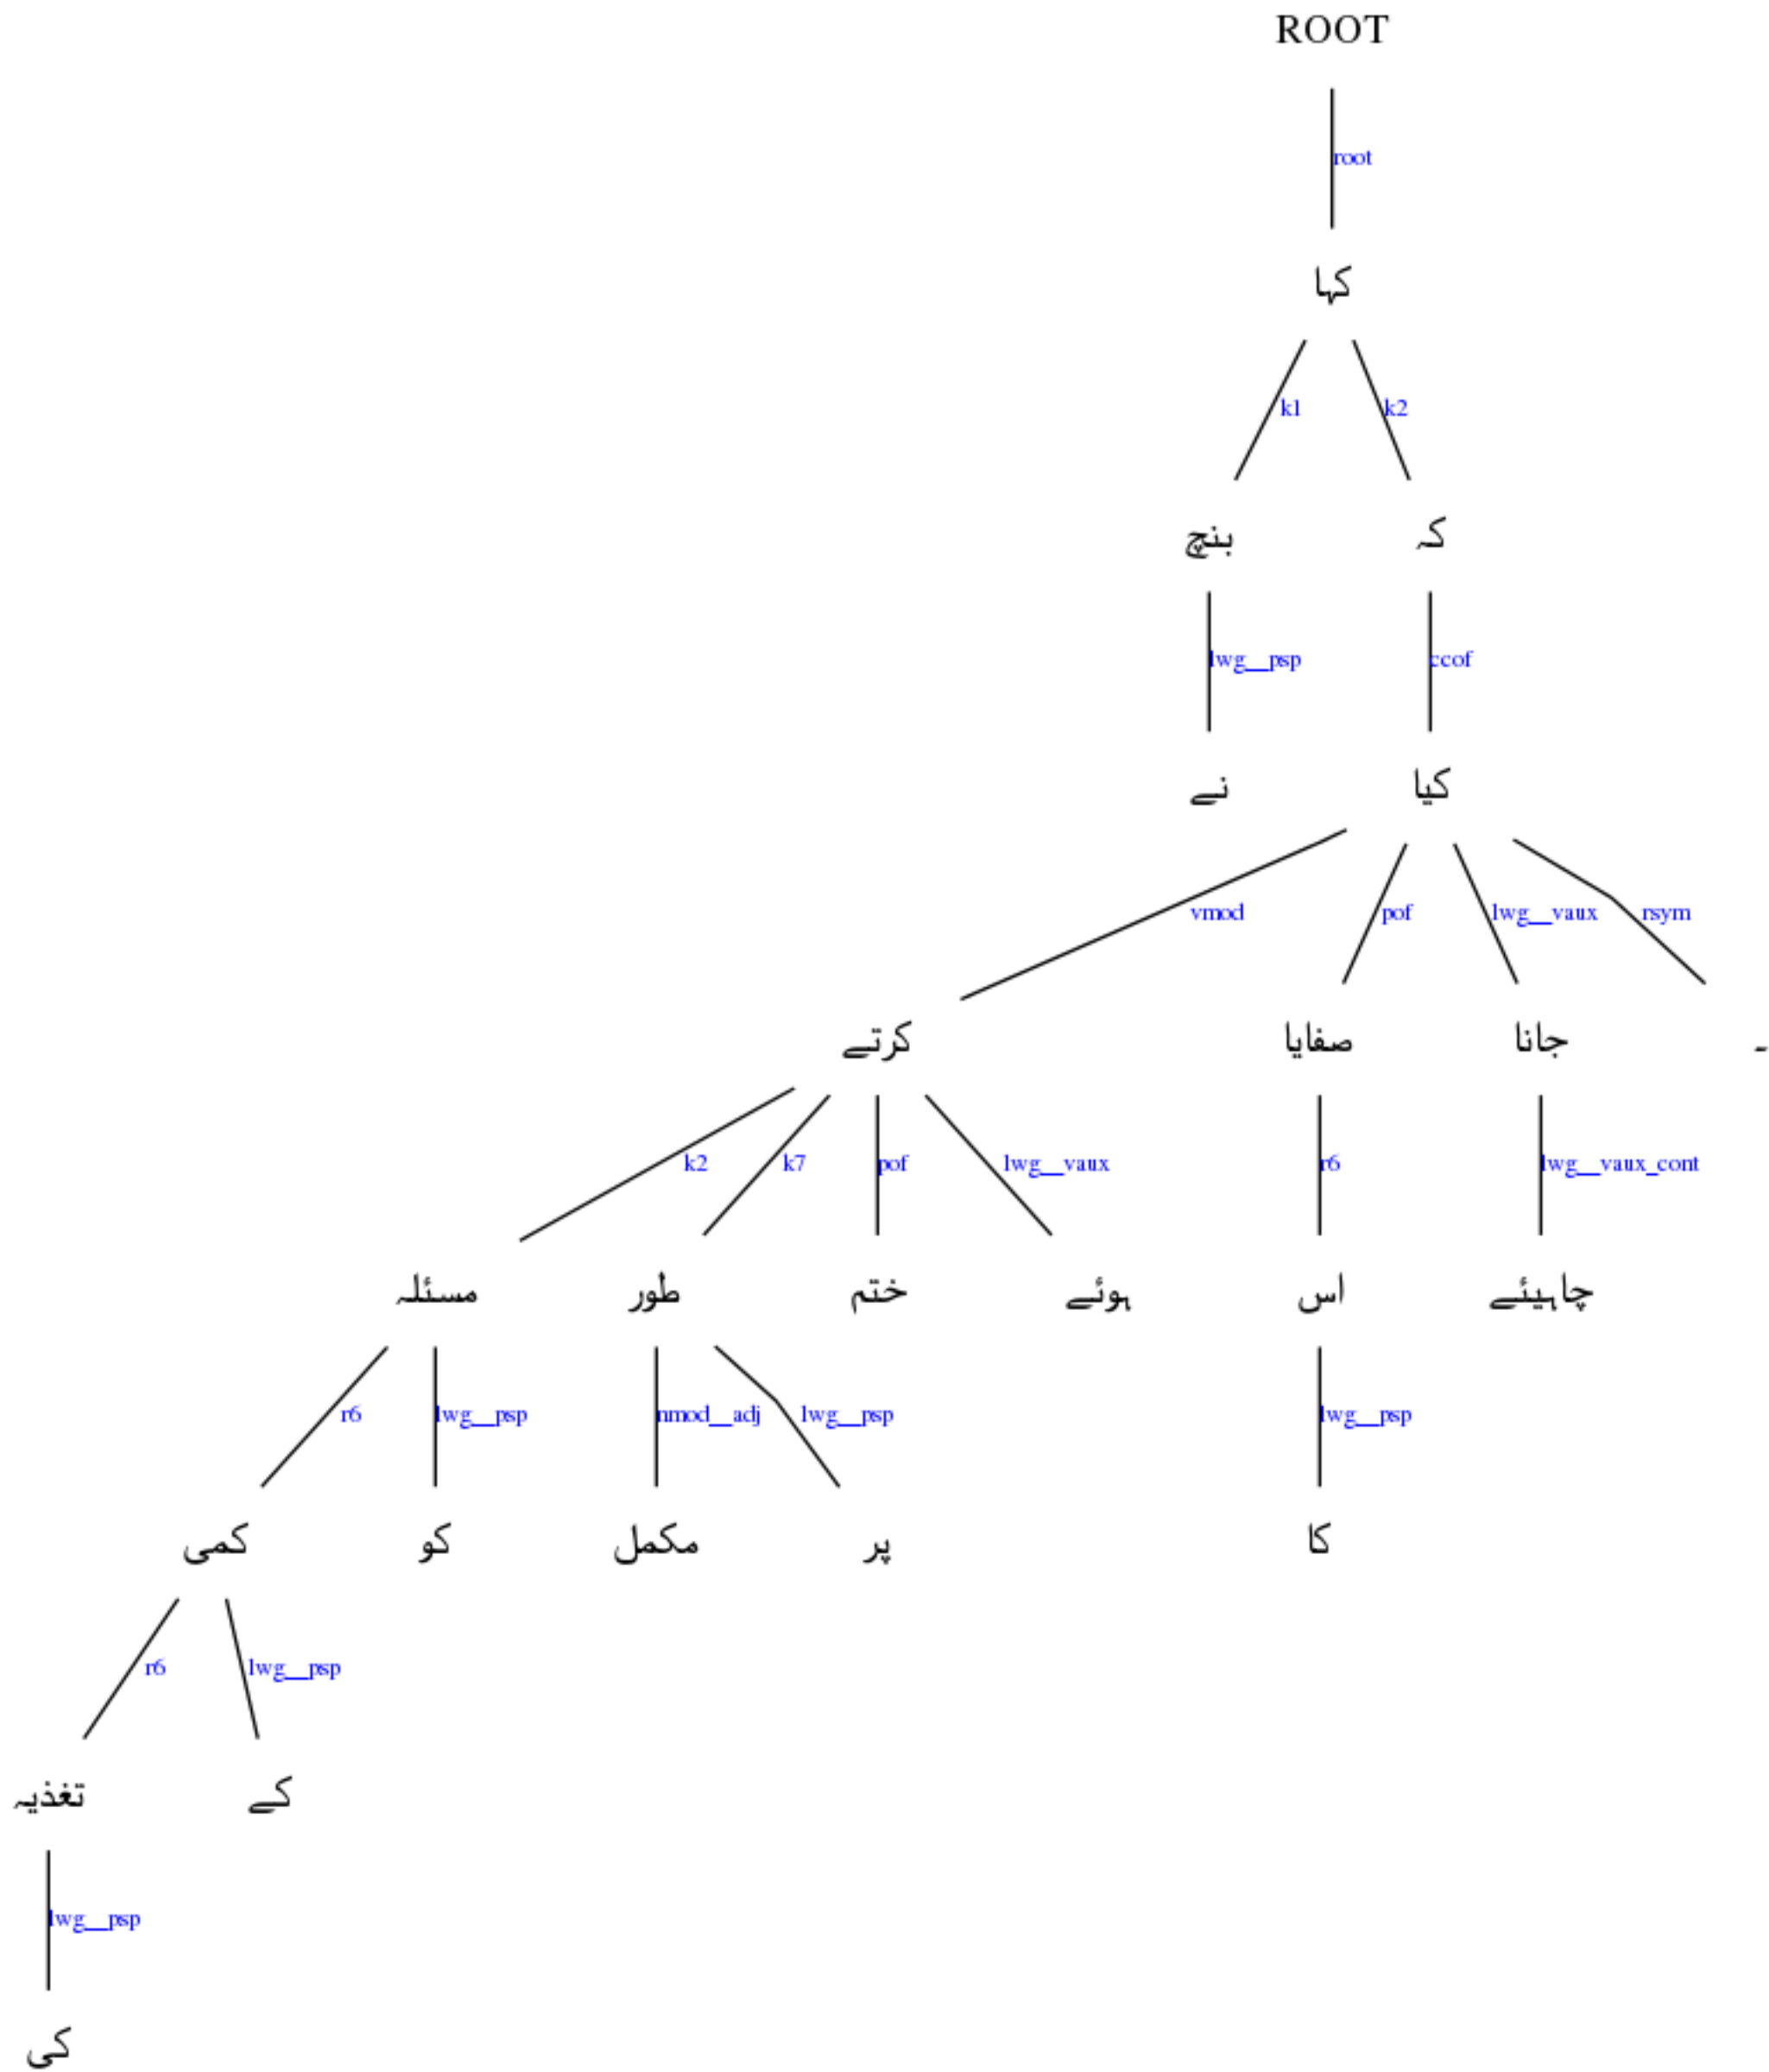 ROOT
root
کہا
k1 k2
بنچ کہ
lwg__psp ccof
نے کیا
vmod pof lwg__vaux rsym
کرتے صفایا جانا ۔
k2 k7 pof lwg__vaux r6 lwg__vaux_cont
مسئلہ طور ختم ہوئے اس چاہیئے
r6 lwg__psp nmod__adj lwg__psp lwg__psp
کمی کو مکمل پر کا
r6 lwg__psp
تغذیہ کے
lwg__psp
کی